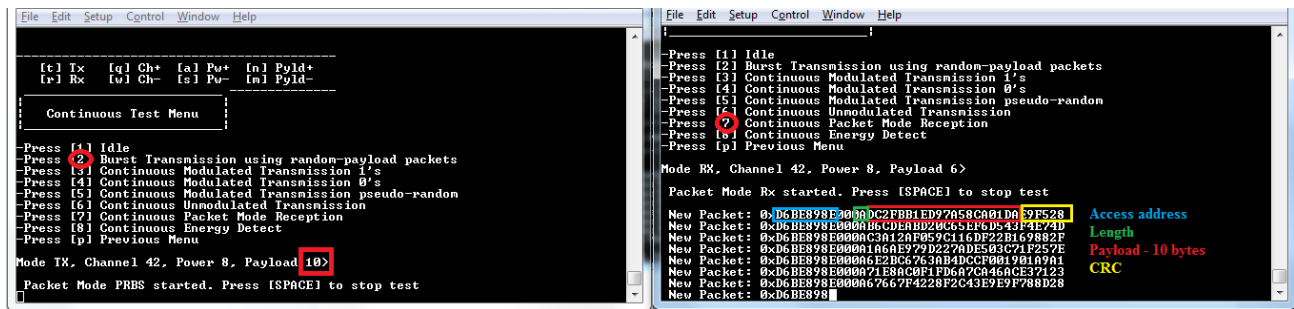 File Edit Setup Control Window Help
[t] Tx [q] Ch+ [a] Pw+ [n] Pyld+
[r] Rx [w] Ch- [s] Pw- [m] Pyld-
Continuous Test Menu
-Press [1] Idle
-Press [2] Burst Transmission using random-payload packets
-Press [3] Continuous Modulated Transmission 1's
-Press [4] Continuous Modulated Transmission 0's
-Press [5] Continuous Modulated Transmission pseudo-random
-Press [6] Continuous Unmodulated Transmission
-Press [7] Continuous Packet Mode Reception
-Press [8] Continuous Energy Detect
-Press [p] Previous Menu
Mode TX, Channel 42, Power 8, Payload 10>
Packet Mode PRBS started. Press [SPACE] to stop test
File Edit Setup Control Window Help
-Press [1] Idle
-Press [2] Burst Transmission using random-payload packets
-Press [3] Continuous Modulated Transmission 1's
-Press [4] Continuous Modulated Transmission 0's
-Press [5] Continuous Modulated Transmission pseudo-random
-Press [6] Continuous Unmodulated Transmission
-Press [7] Continuous Packet Mode Reception
-Press [8] Continuous Energy Detect
-Press [p] Previous Menu
Mode RX, Channel 42, Power 8, Payload 6>
Packet Mode Rx started. Press [SPACE] to stop test
New Packet: 0xD6BE898E000ADC2FBB1ED97A58CA01DAE9F528
New Packet: 0xD6BE898E000AB6CDEABD20C65EF6D543F4E74D
New Packet: 0xD6BE898E000AC3A12AF059C116DF22B169882F
New Packet: 0xD6BE898E000A1A6AE979D227ADE503C71F257E
New Packet: 0xD6BE898E000A6E2BC6763AB4DCCF001901A9A1
New Packet: 0xD6BE898E000A71E8AC0F1FD6A7CA46ACE37123
New Packet: 0xD6BE898E000A67667F4228F2C43E9E9F788D28
New Packet: 0xD6BE898
Access address
Length
Payload - 10 bytes
CRC